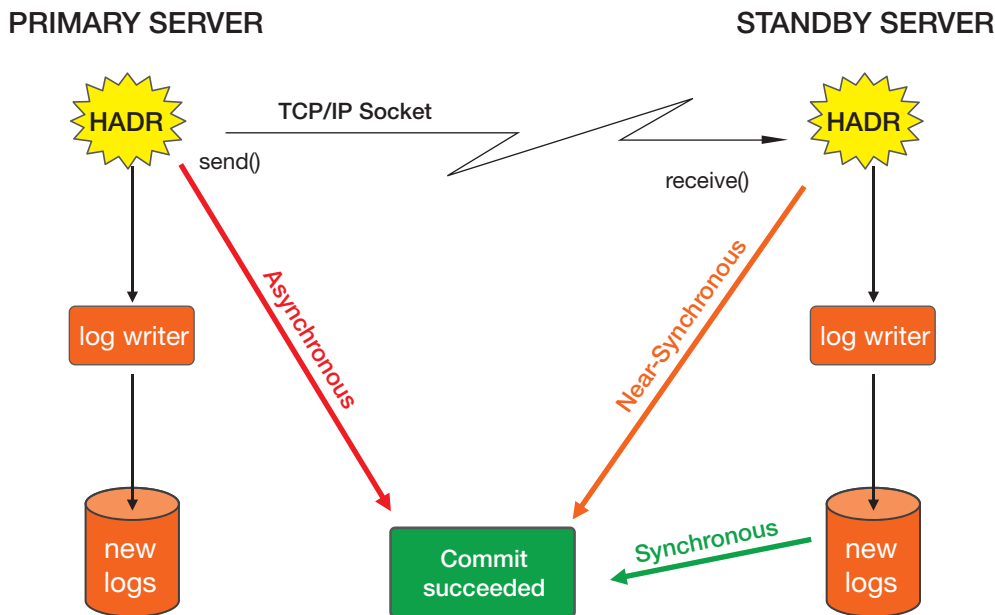 PRIMARY SERVER
STANDBY SERVER
HADR
TCP/IP Socket
HADR
send()
receive()
Asynchronous
Near-Synchronous
log writer
log writer
new
logs
Commit
succeeded
Synchronous
new
logs